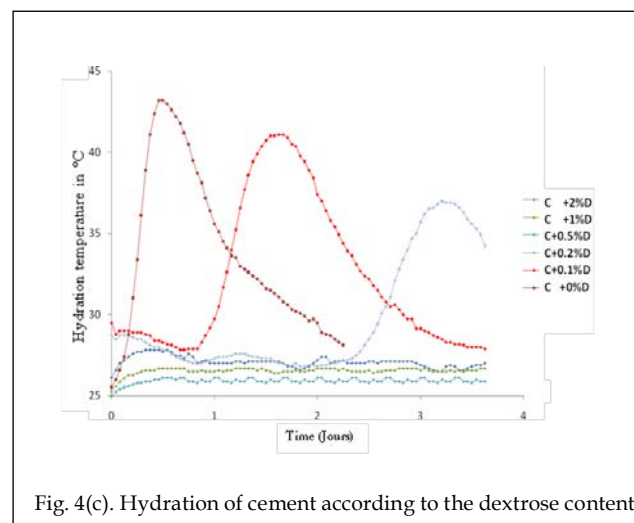 45
40
35
30
25
Hydration temperature in °C
0
1
2
3
4
Time (Jours)
C +2%D
C +1%D
C+0.5%D
C+0.2%D
C+0.1%D
C +0%D
Fig. 4(c). Hydration of cement according to the dextrose content